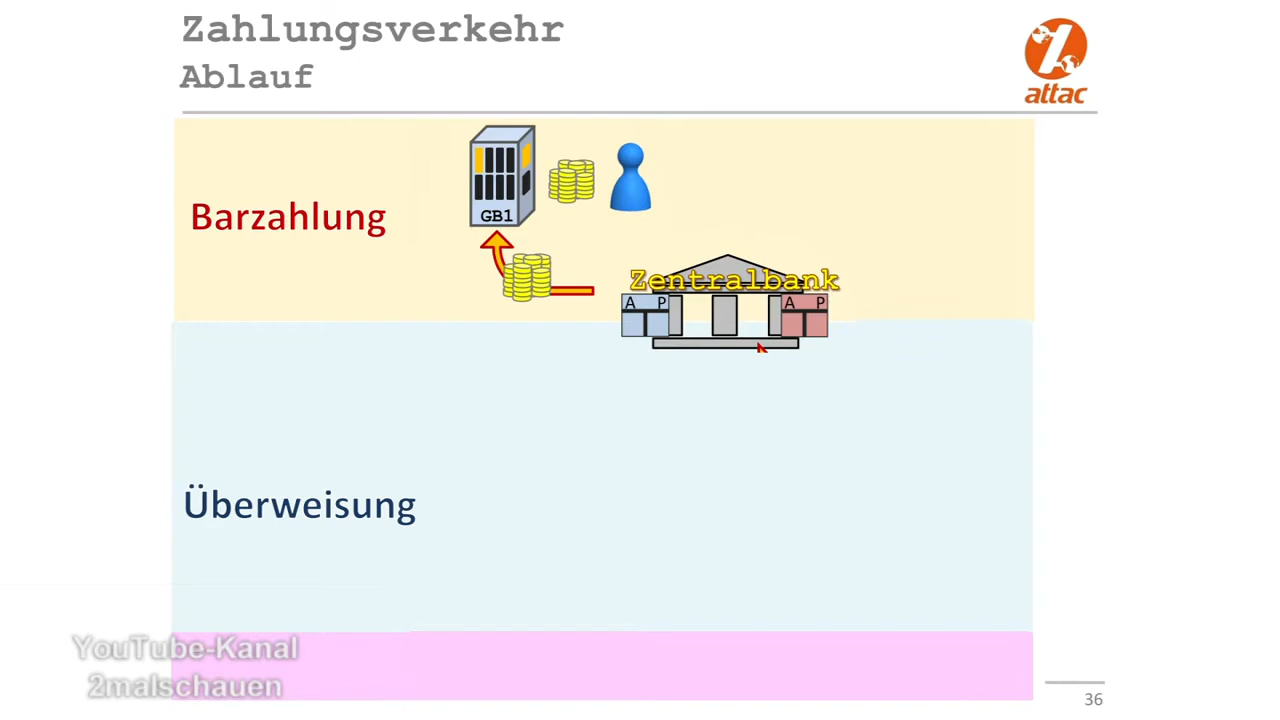 Zahlungsverkehr
Ablauf
attac
Barzahlung
GB1
Zentralbank
A P
A P
Überweisung
YouTube-Kanal
2malschauen
36